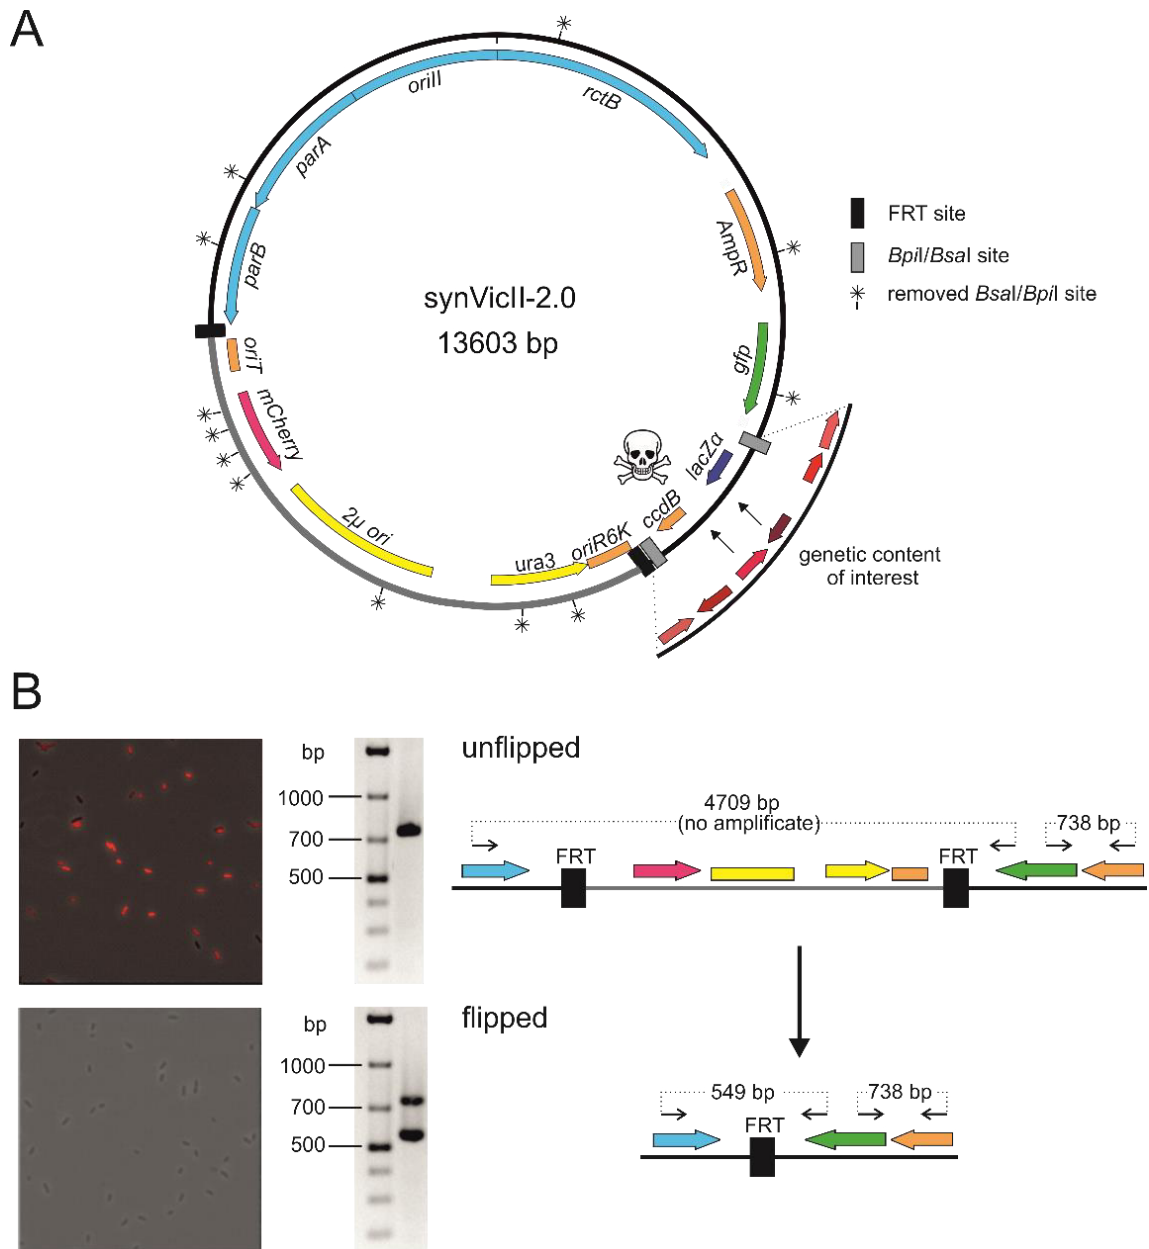 A
oriII
rctB
parA
parB
AmpR
gfp
lacZα
ccdB
oriR6K
ura3
2µ ori
mCherry
oriT
synVicII-2.0
13603 bp
FRT site
BpiI/BsaI site
removed BsaI/BpiI site
genetic content
of interest
B
bp
1000
700
500
unflipped
4709 bp
(no amplificate)
738 bp
FRT
FRT
bp
1000
700
500
flipped
549 bp
738 bp
FRT